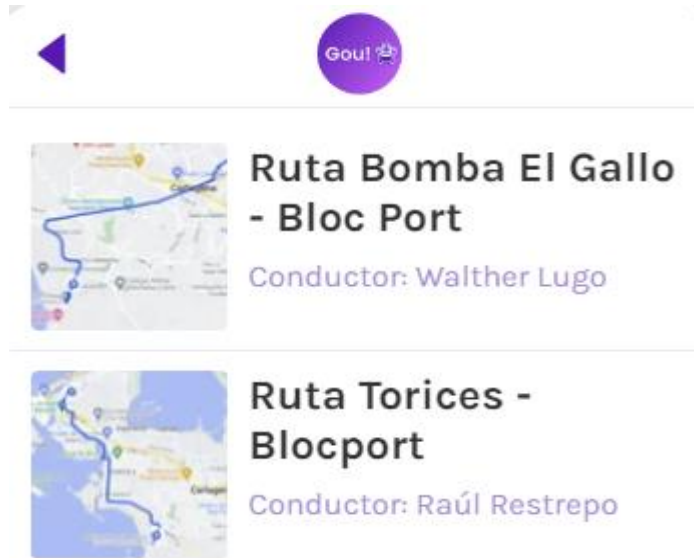 Gou!
Ruta Bomba El Gallo
- Bloc Port
Conductor: Walther Lugo
Ruta Torices -
Blocport
Conductor: Raúl Restrepo